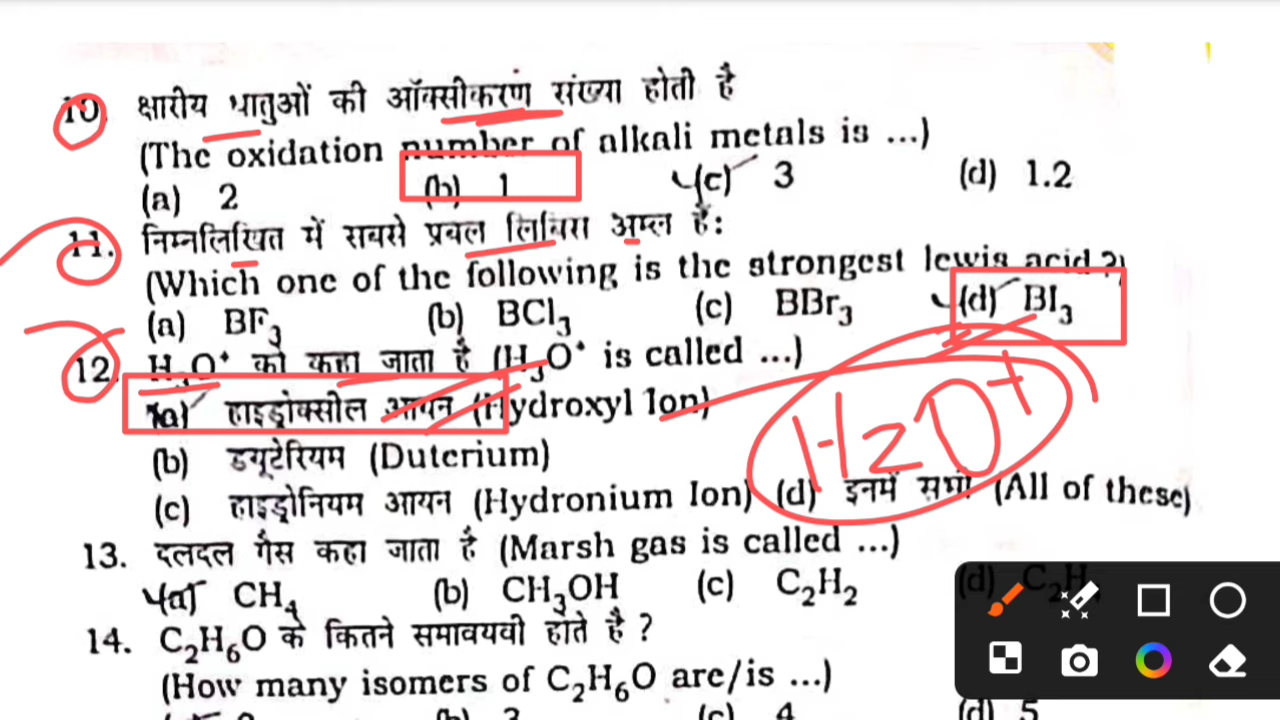 10. क्षारीय धातुओं की ऑक्सीकरण संख्या होती है
(The oxidation number of alkali metals is ...)
(a) 2 (b) 1 (c) 3 (d) 1.2
11. निम्नलिखित में सबसे प्रबल लिविस अम्ल है:
(Which one of the following is the strongest lewis acid ?)
(a) BF₃ (b) BCl₃ (c) BBr₃ (d) BI₃
12. H₃O⁺ को कहा जाता है (H₃O⁺ is called ...)
(a) हाइड्रोक्सील आयन (Hydroxyl Ion)
H2O+
(b) डयूटेरियम (Duterium)
(c) हाइड्रोनियम आयन (Hydronium Ion) (d) इनमें सभी (All of these)
13. दलदल गैस कहा जाता है (Marsh gas is called ...)
(a) CH₄ (b) CH₃OH (c) C₂H₂ (d) C₂H
14. C₂H₆O के कितने समावयवी होते है ?
(How many isomers of C₂H₆O are/is ...)
(c) 4 (d) 5